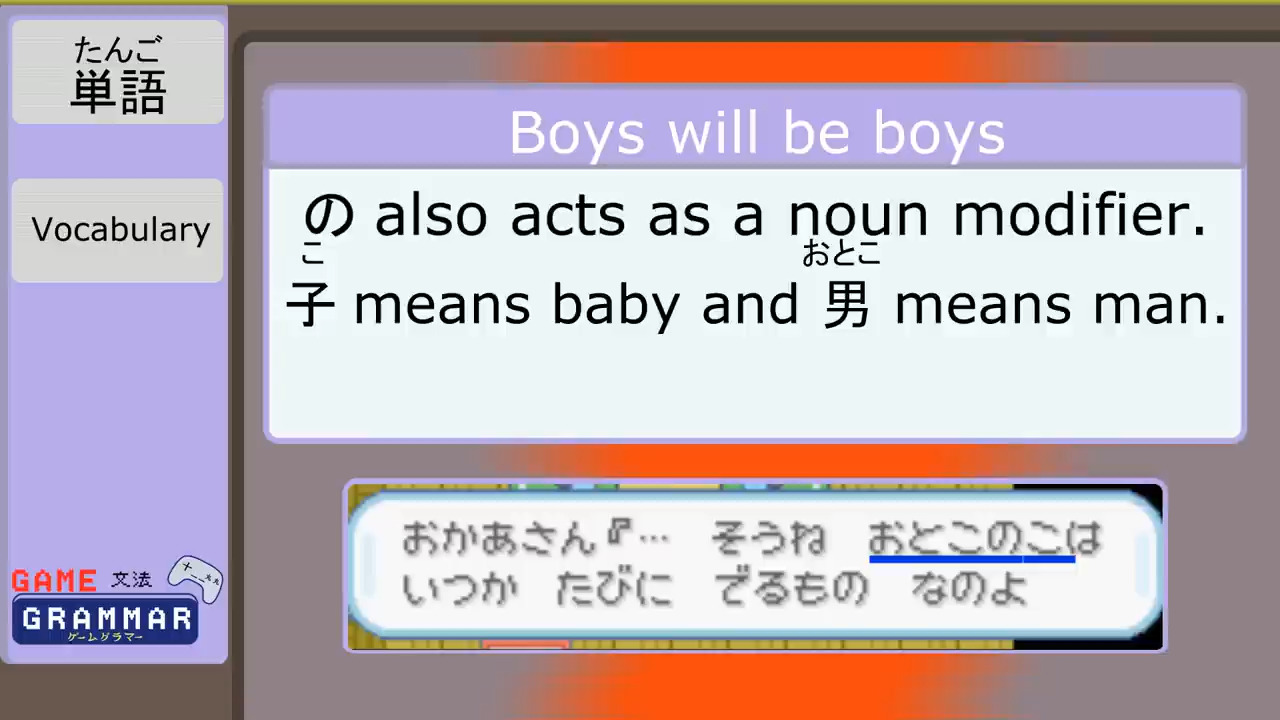 たんご
単語
Vocabulary
Boys will be boys
の also acts as a noun modifier.
こ おとこ
子 means baby and 男 means man.
おかあさん『… そうね おとこのこは
いつか たびに でるもの なのよ
GAME 文法
GRAMMAR
ゲームグラマー